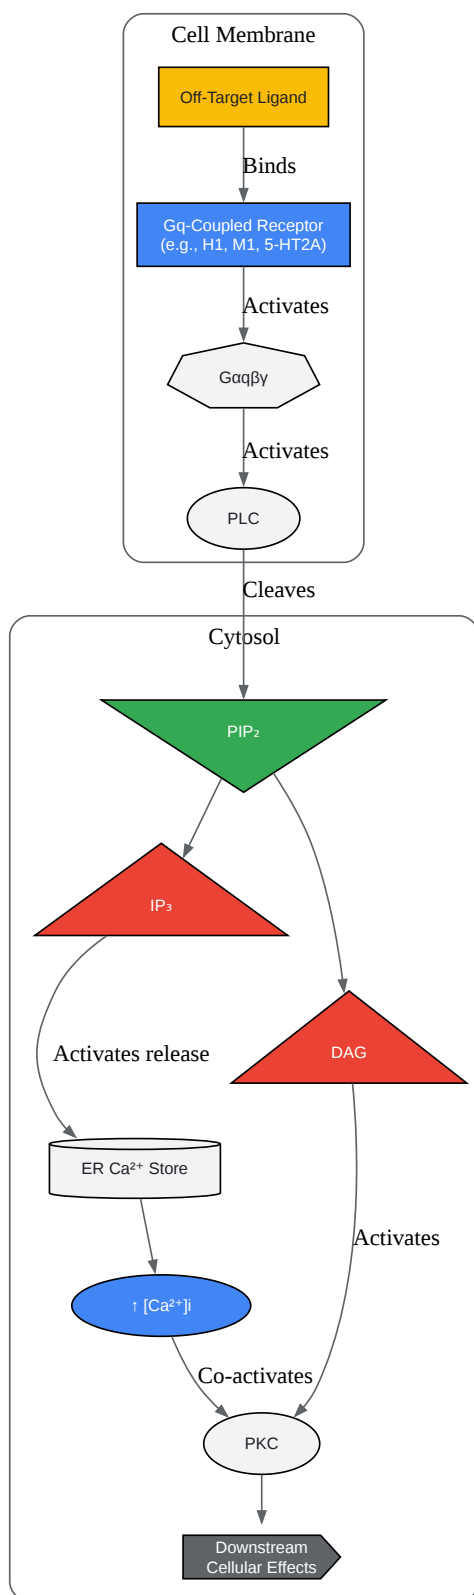 Cell Membrane
Off-Target Ligand
Binds
Gq-Coupled Receptor
(e.g., H1, M1, 5-HT2A)
Activates
Gαqβγ
Activates
PLC
Cleaves
Cytosol
PIP₂
IP₃
DAG
Activates release
ER Ca²⁺ Store
Activates
↑ [Ca²⁺]i
Co-activates
PKC
Downstream
Cellular Effects